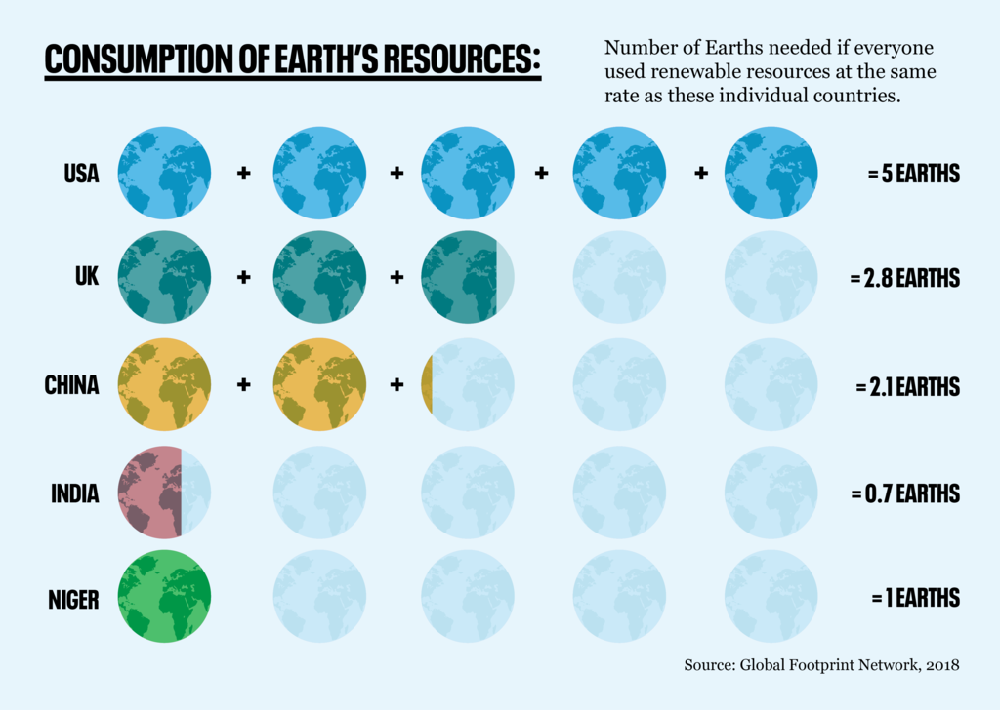 CONSUMPTION OF EARTH'S RESOURCES:
Number of Earths needed if everyone
used renewable resources at the same
rate as these individual countries.
USA + + + + = 5 EARTHS
UK + + = 2.8 EARTHS
CHINA + + = 2.1 EARTHS
INDIA = 0.7 EARTHS
NIGER = 1 EARTHS
Source: Global Footprint Network, 2018